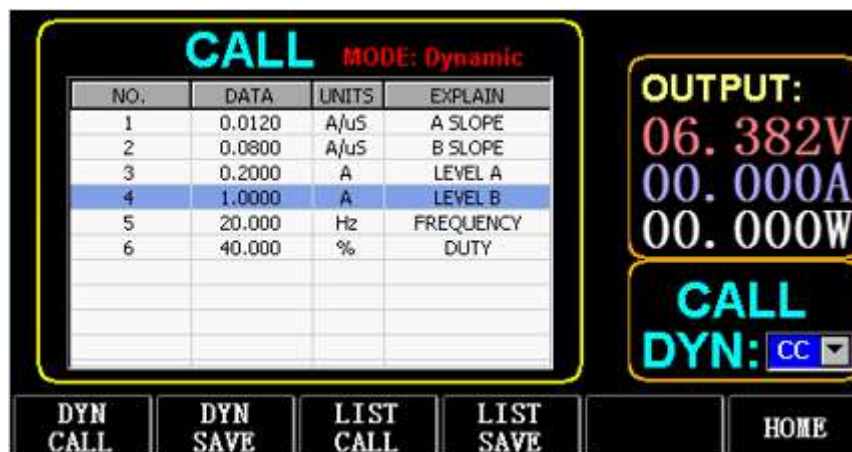 CALL MODE: Dynamic
NO. DATA UNITS EXPLAIN
1 0.0120 A/uS A SLOPE
2 0.0800 A/uS B SLOPE
3 0.2000 A LEVEL A
4 1.0000 A LEVEL B
5 20.000 Hz FREQUENCY
6 40.000 % DUTY
OUTPUT:
06.382V
00.000A
00.000W
CALL
DYN: CC
DYN CALL
DYN SAVE
LIST CALL
LIST SAVE
HOME